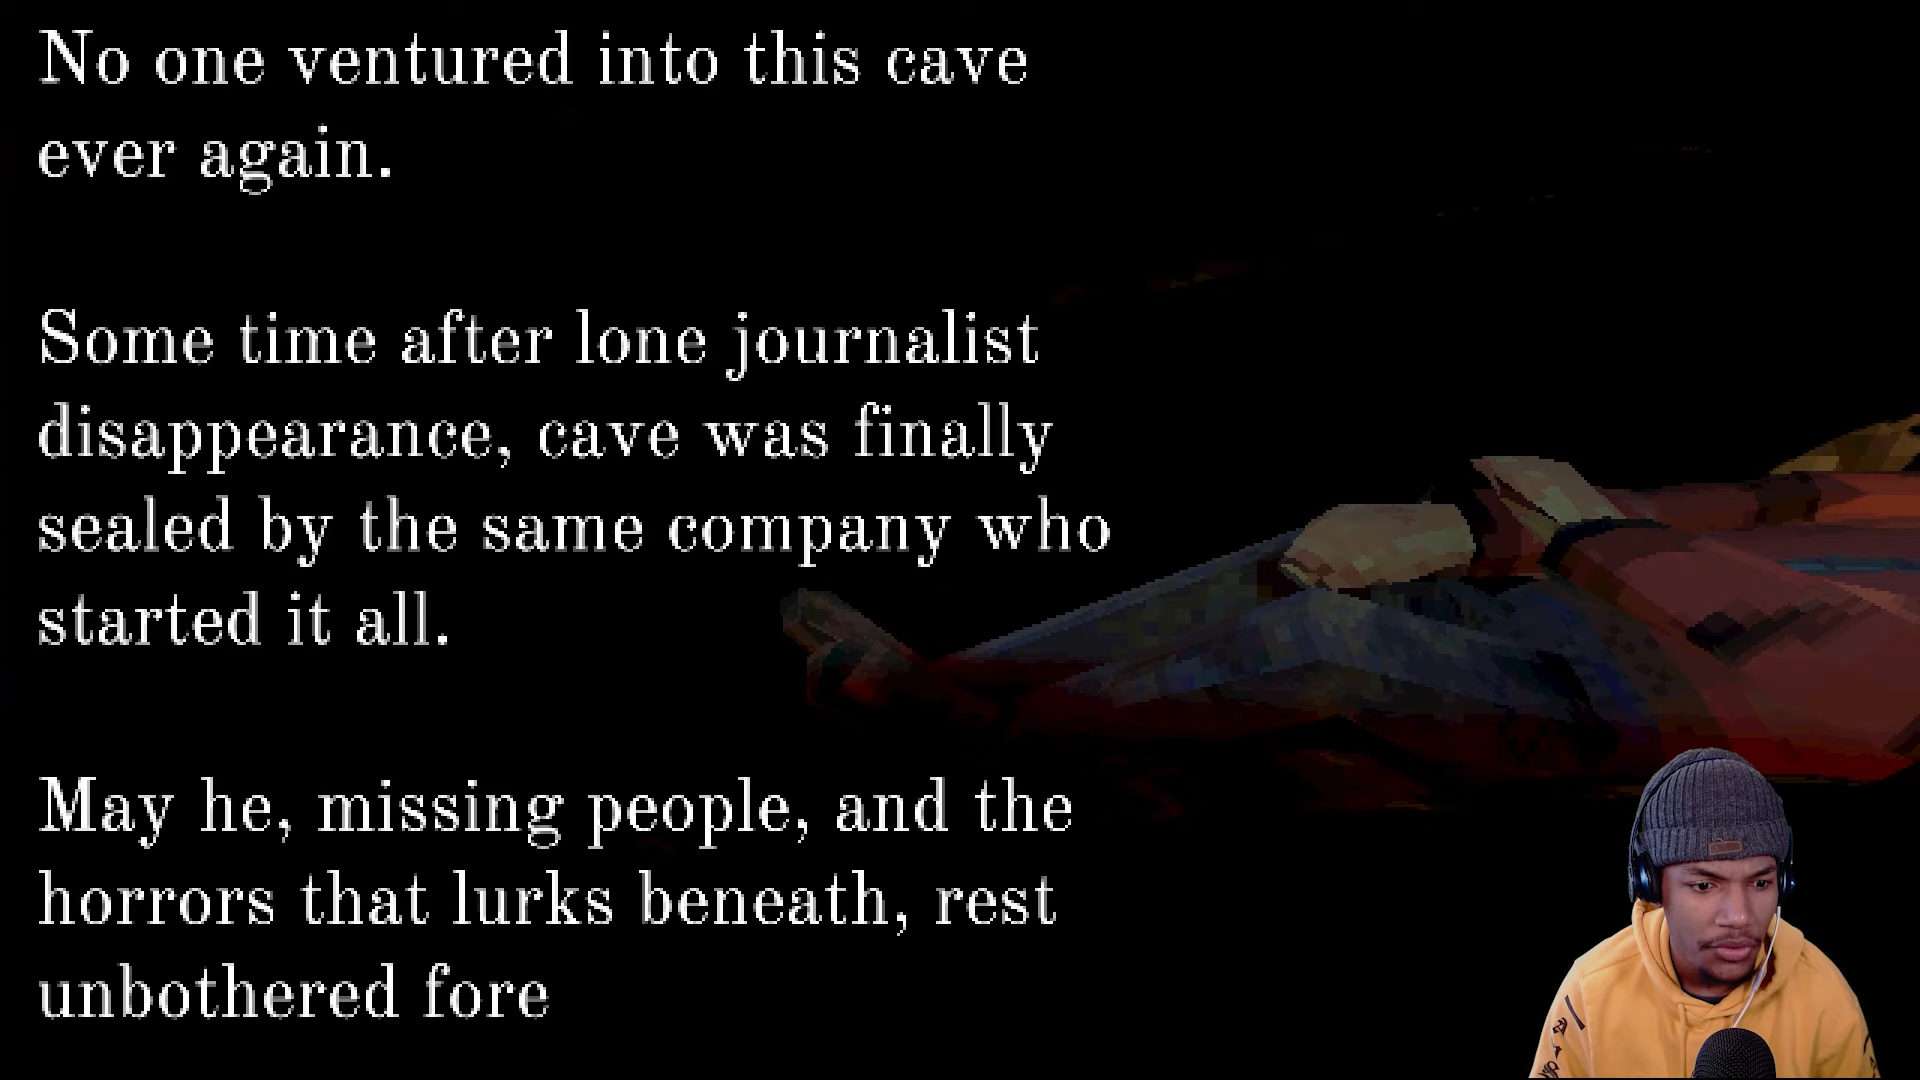 No one ventured into this cave
ever again.
Some time after lone journalist
disappearance, cave was finally
sealed by the same company who
started it all.
May he, missing people, and the
horrors that lurks beneath, rest
unbothered fore